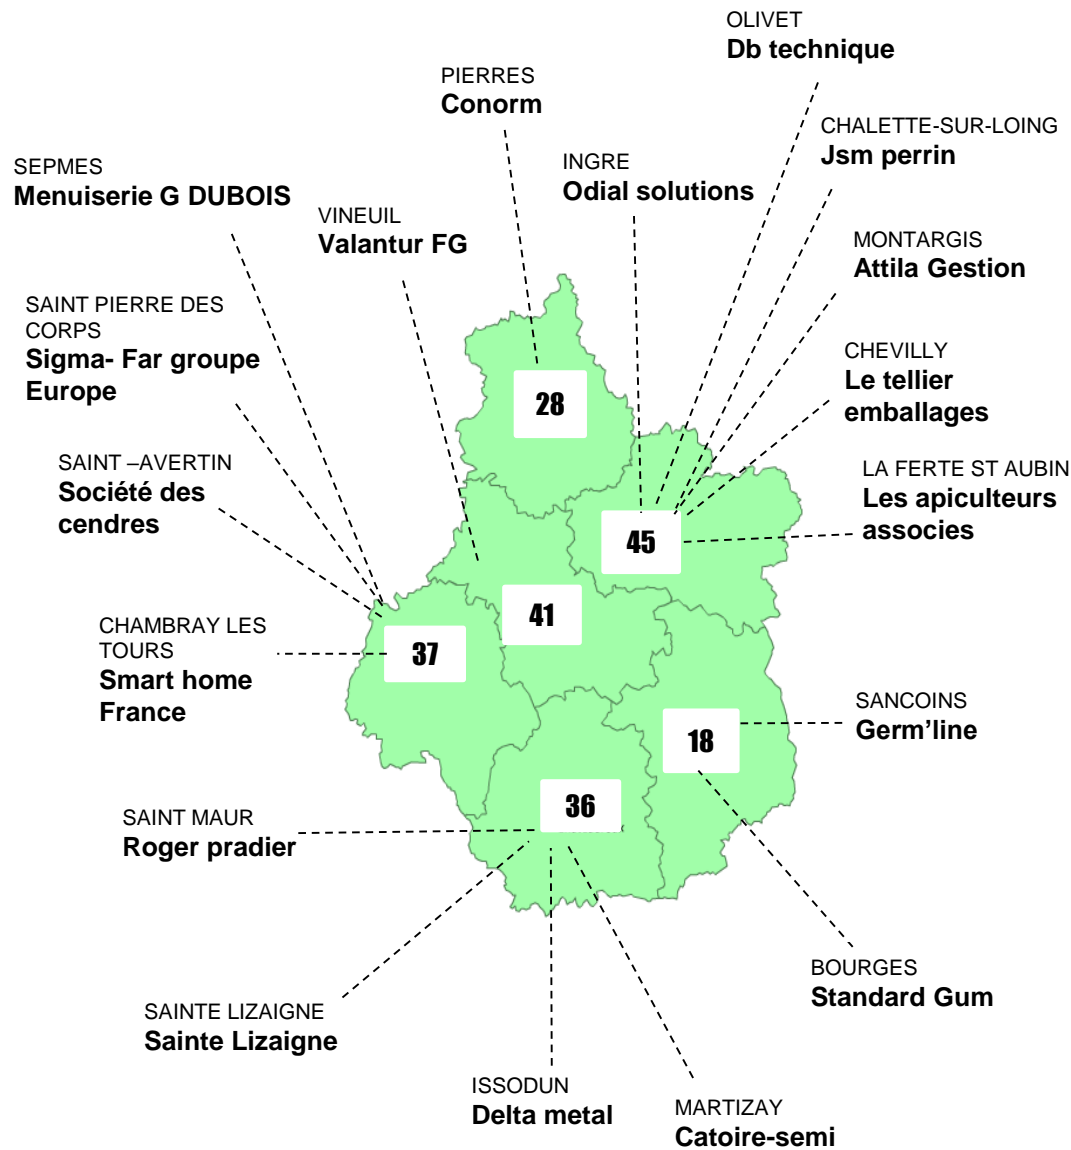 OLIVET
Db technique
PIERRES
Conorm
CHALETTE-SUR-LOING
Jsm perrin
INGRE
Odial solutions
SEPMES
Menuiserie G DUBOIS
VINEUIL
Valantur FG
MONTARGIS
Attila Gestion
SAINT PIERRE DES
CORPS
Sigma- Far groupe
Europe
CHEVILLY
Le tellier
emballages
28
SAINT –AVERTIN
Société des
cendres
LA FERTE ST AUBIN
Les apiculteurs
associes
45
41
CHAMBRAY LES
TOURS
Smart home
France
37
SANCOINS
Germ’line
18
36
SAINT MAUR
Roger pradier
BOURGES
Standard Gum
SAINTE LIZAIGNE
Sainte Lizaigne
ISSODUN
Delta metal
MARTIZAY
Catoire-semi